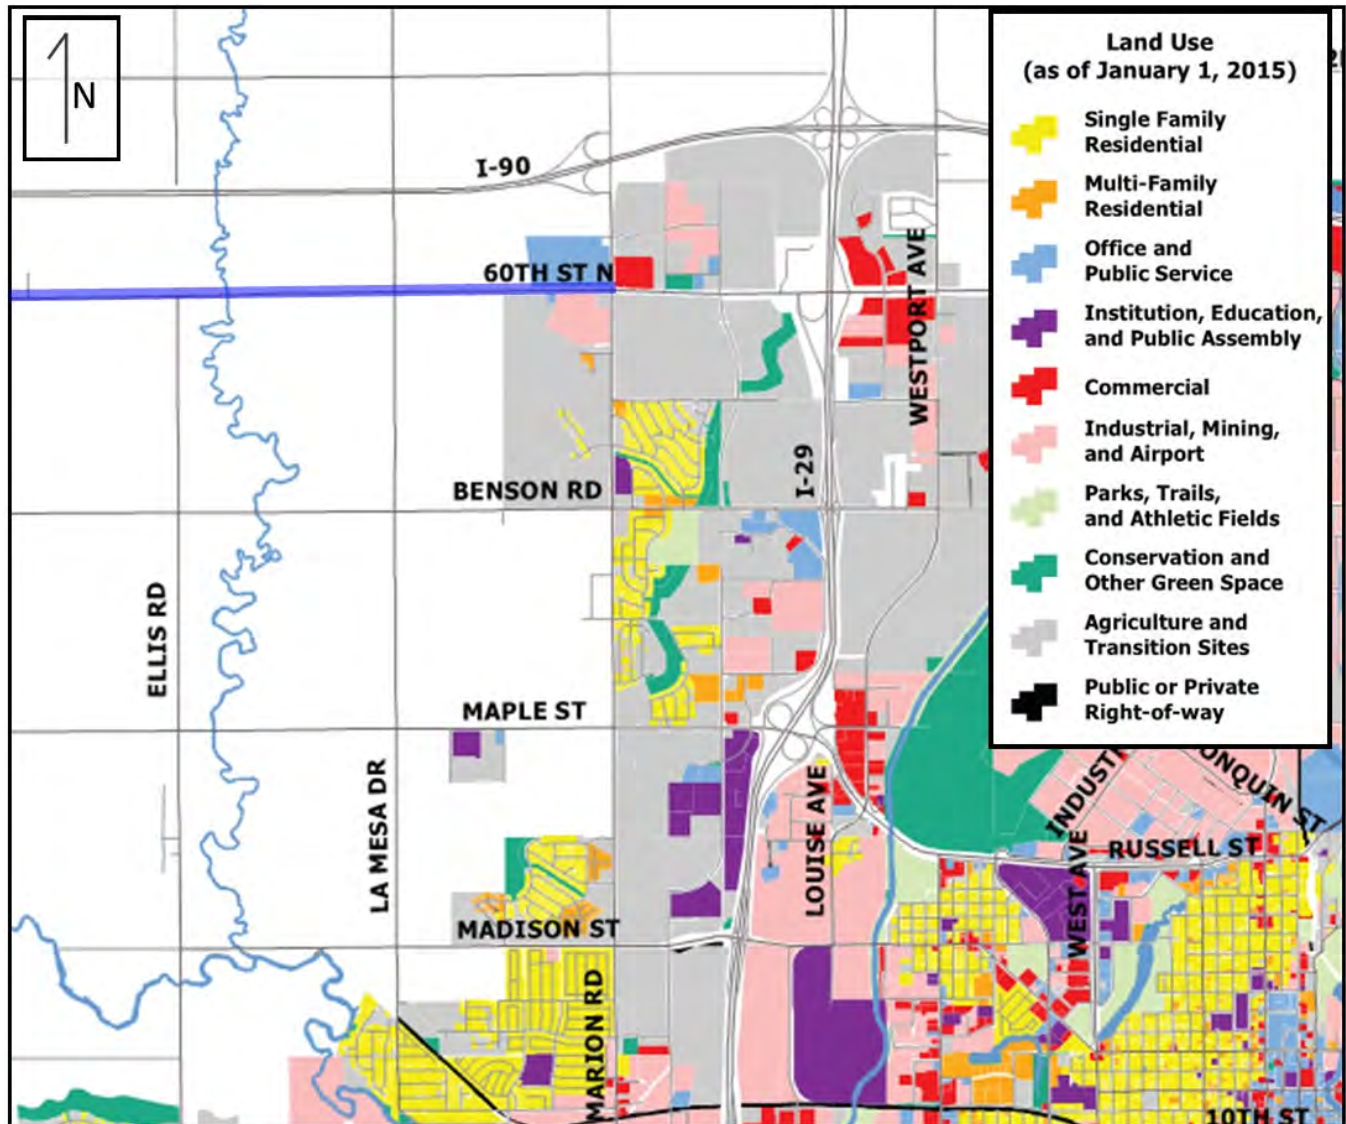 N
Land Use
(as of January 1, 2015)
Single Family
Residential
Multi-Family
Residential
Office and
Public Service
Institution, Education,
and Public Assembly
Commercial
Industrial, Mining,
and Airport
Parks, Trails,
and Athletic Fields
Conservation and
Other Green Space
Agriculture and
Transition Sites
Public or Private
Right-of-way
I-90
60TH ST N
WESTPORT AVE
I-29
BENSON RD
ELLIS RD
MAPLE ST
LA MESA DR
LOUISE AVE
WEST AVE
RUSSELL ST
MADISON ST
MARION RD
10TH ST